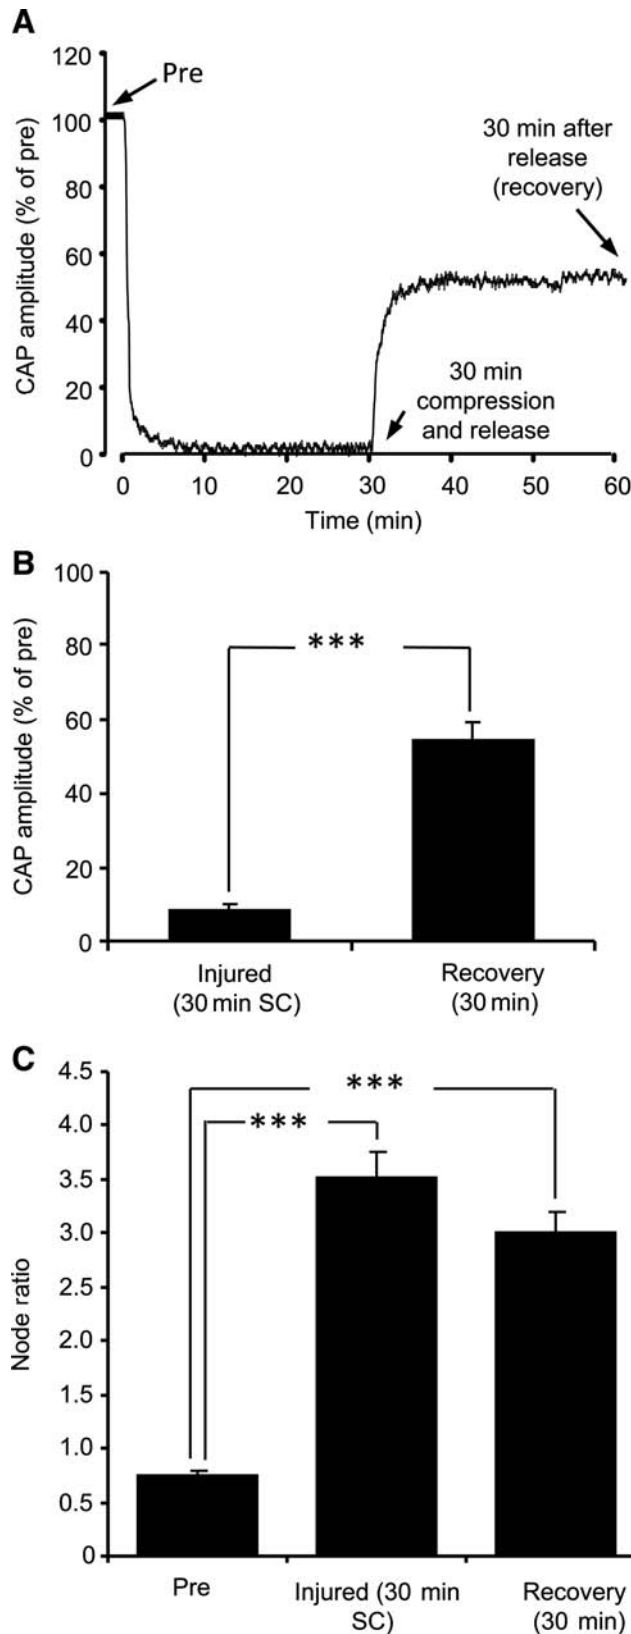 A
120
100
80
60
40
20
0
CAP amplitude (% of pre)
Pre
30 min after
release
(recovery)
30 min
compression
and release
0 10 20 30 40 50 60
Time (min)
B
100
80
60
40
20
0
CAP amplitude (% of pre)
***
Injured
(30 min SC)
Recovery
(30 min)
C
4.5
4.0
3.5
3.0
2.5
2.0
1.5
1.0
0.5
0
Node ratio
***
***
Pre
Injured (30 min
SC)
Recovery
(30 min)